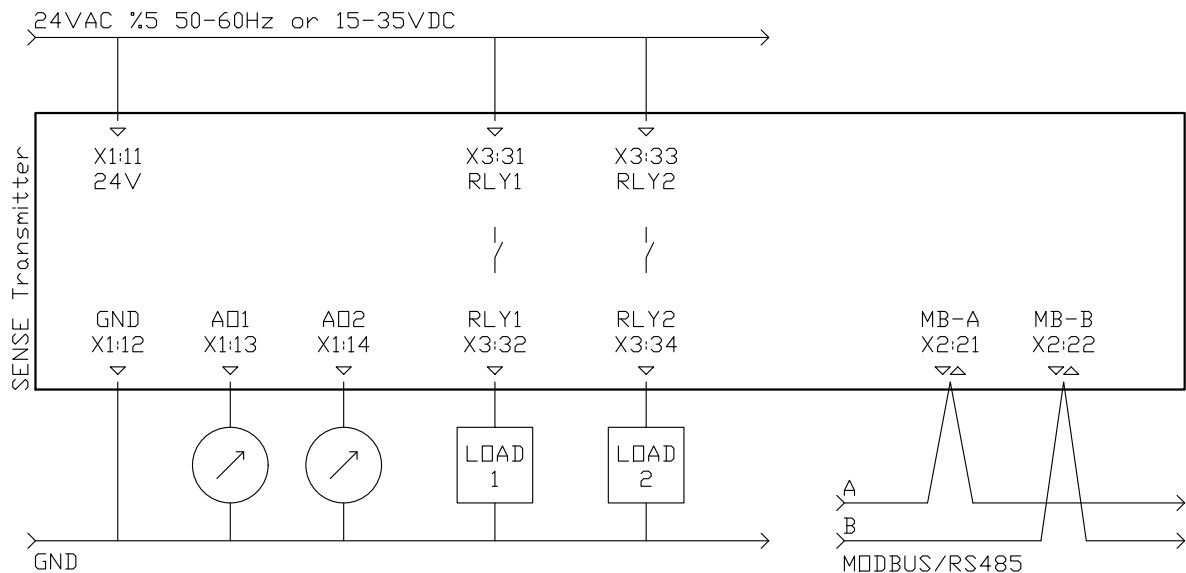 24VAC %5 50-60Hz or 15-35VDC
SENSE Transmitter
X1:11
24V
X3:31
RLY1
X3:33
RLY2
GND
X1:12
AO1
X1:13
AO2
X1:14
RLY1
X3:32
RLY2
X3:34
MB-A
X2:21
MB-B
X2:22
LOAD
1
LOAD
2
A
B
GND
MODBUS/RS485